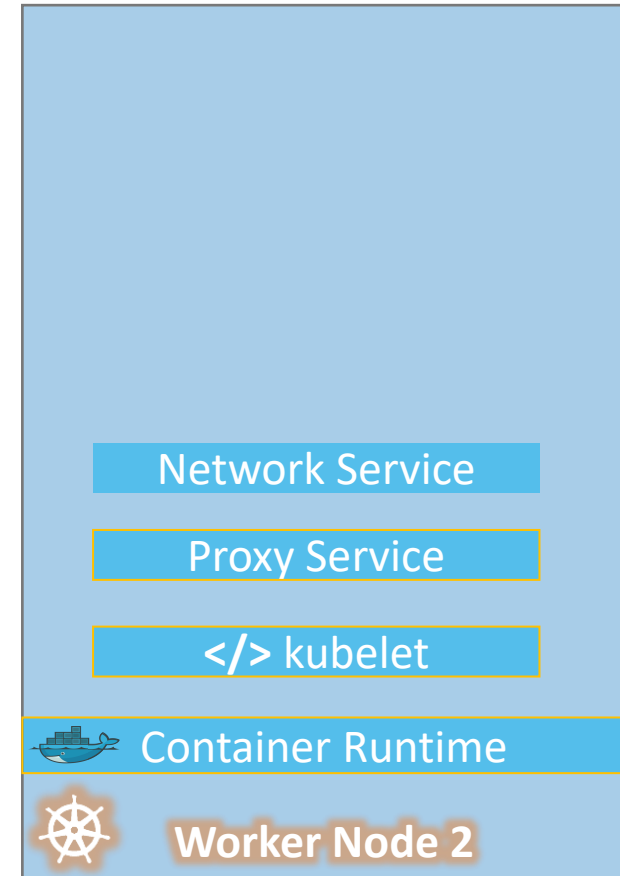 Network Service
Proxy Service
</> kubelet
Container Runtime
Worker Node 2